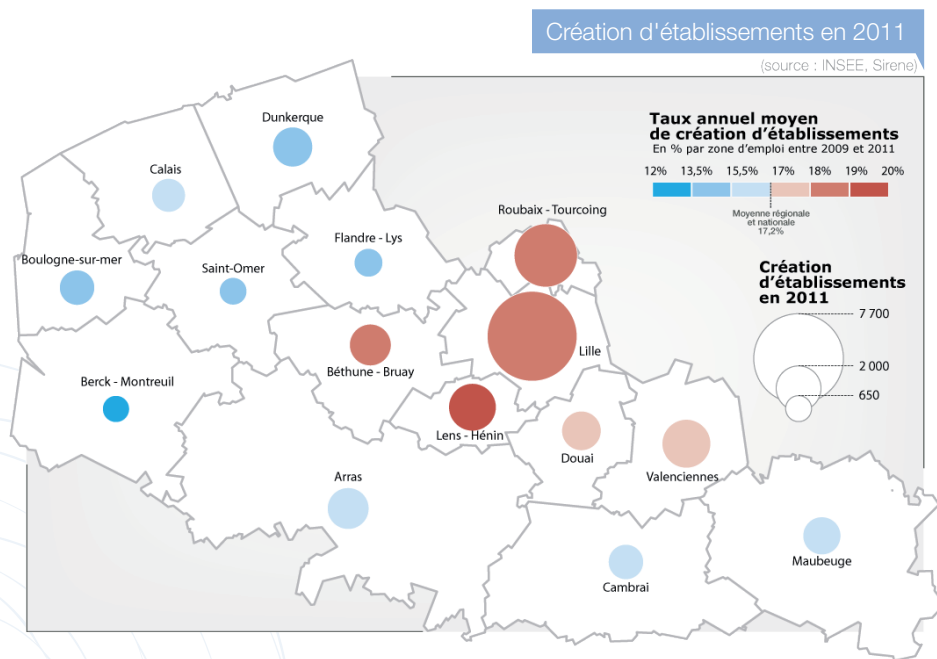 Création d'établissements en 2011
(source : INSEE, Sirene)
Taux annuel moyen
de création d'établissements
En % par zone d'emploi entre 2009 et 2011
12% 13,5% 15,5% 17% 18% 19% 20%
Moyenne régionale
et nationale
17,2%
Création
d'établissements
en 2011
7 700
2 000
650
Dunkerque
Calais
Roubaix - Tourcoing
Flandre - Lys
Boulogne-sur-mer
Saint-Omer
Lille
Béthune - Bruay
Berck - Montreuil
Lens - Hénin
Douai
Valenciennes
Arras
Maubeuge
Cambrai